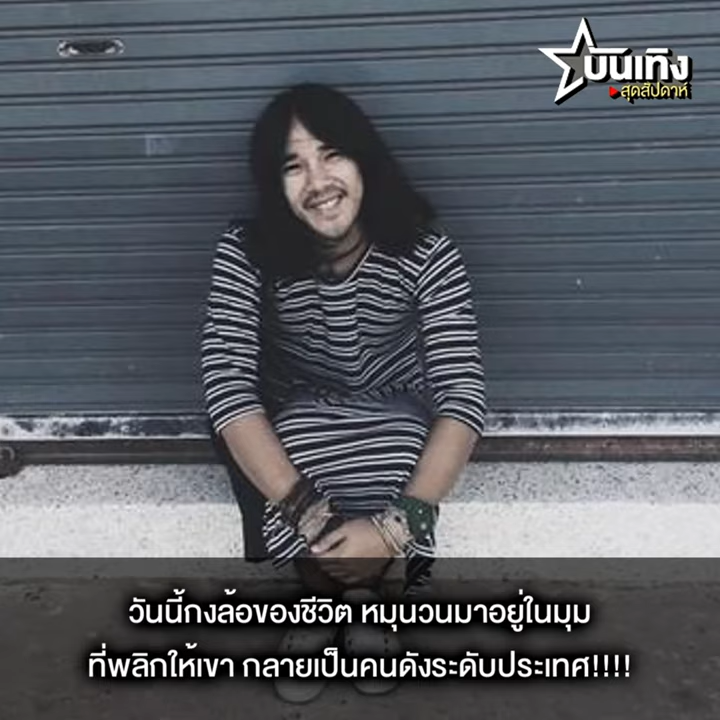 บันเทิง
สุดสัปดาห์
วันนี้กงล้อของชีวิต หมุนวนมาอยู่ในมุม
ที่พลิกให้เขา กลายเป็นคนดังระดับประเทศ!!!!